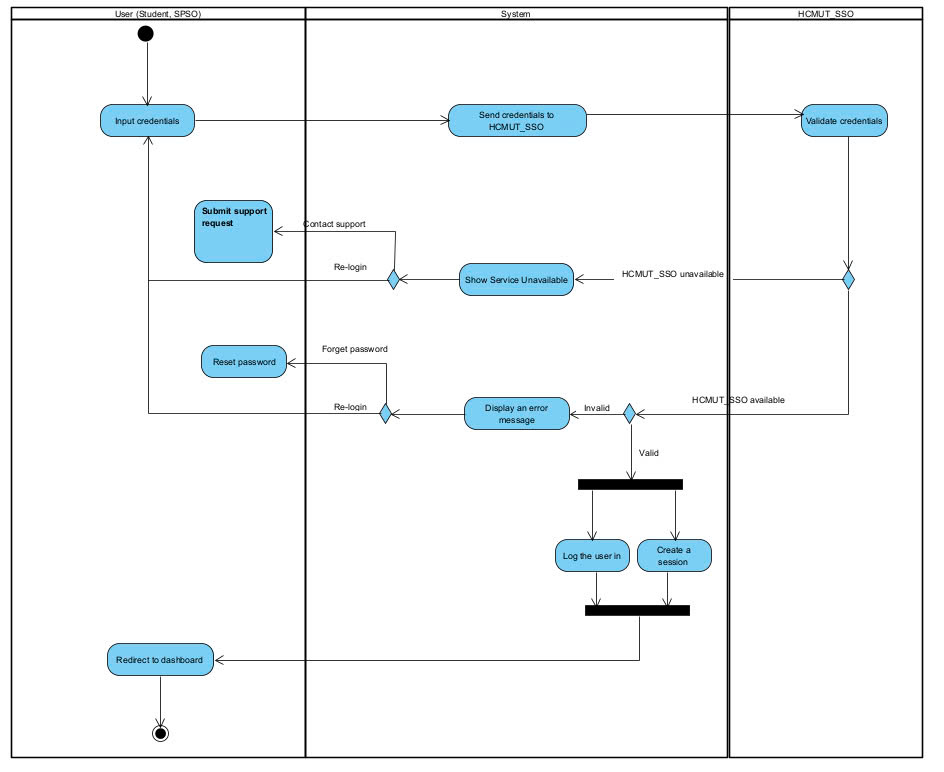 User (Student, SPSO)
System
HCMUT_SSO
Input credentials
Send credentials to
HCMUT_SSO
Validate credentials
Submit support
request
Contact support
Re-login
Show Service Unavailable
HCMUT_SSO unavailable
Reset password
Forget password
Re-login
Display an error
message
Invalid
HCMUT_SSO available
Valid
Log the user in
Create a
session
Redirect to dashboard